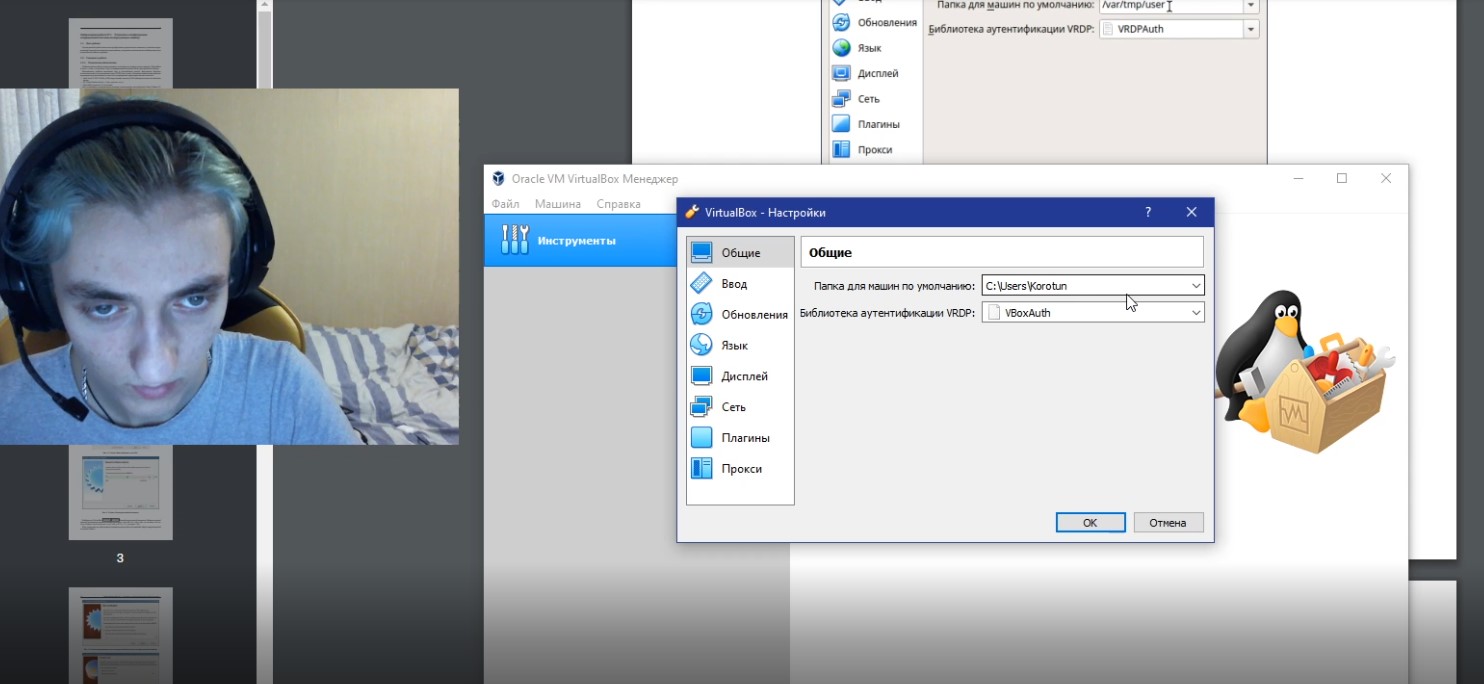 Ввод
Папка для машин по умолчанию: /var/tmp/user
Обновления
Библиотека аутентификации VRDP: VRDPAuth
Язык
Дисплей
Сеть
Плагины
Прокси
Oracle VM VirtualBox Менеджер
Файл Машина Справка
Инструменты
VirtualBox - Настройки ?
Общие
Общие
Папка для машин по умолчанию: C:\Users\Korotun
Библиотека аутентификации VRDP: VBoxAuth
Ввод
Обновления
Язык
Дисплей
Сеть
Плагины
Прокси
OK Отмена
3